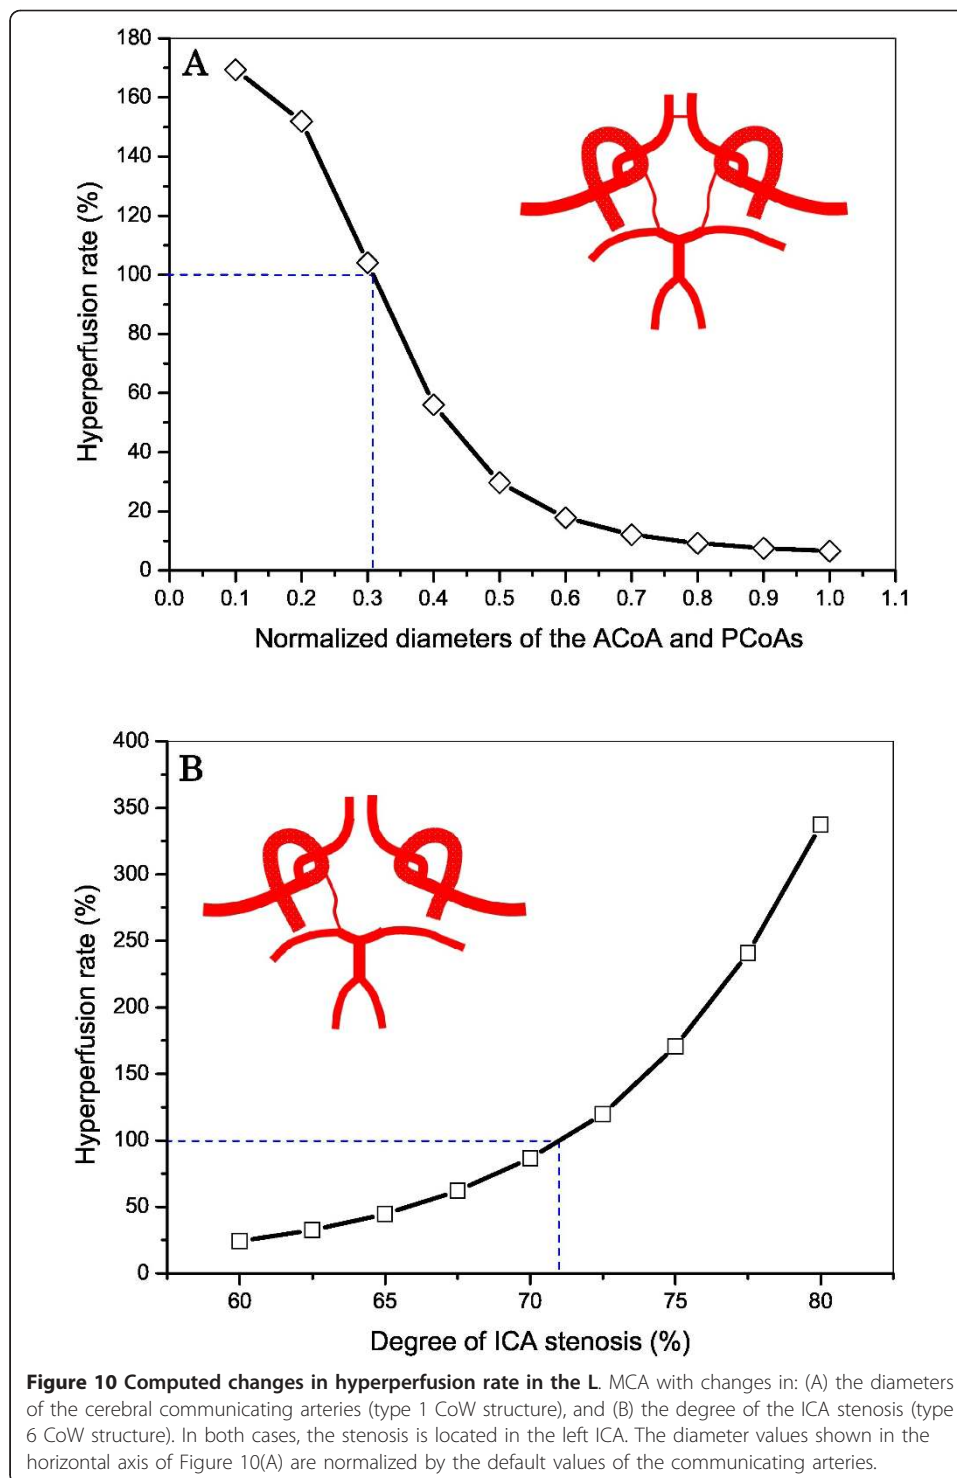 A
180
160
140
120
100
80
60
40
20
0
Hyperperfusion rate (%)
0.0 0.1 0.2 0.3 0.4 0.5 0.6 0.7 0.8 0.9 1.0 1.1
Normalized diameters of the ACoA and PCoAs
B
400
350
300
250
200
150
100
50
0
Hyperperfusion rate (%)
60 65 70 75 80
Degree of ICA stenosis (%)
Figure 10 Computed changes in hyperperfusion rate in the L. MCA with changes in: (A) the diameters
of the cerebral communicating arteries (type 1 CoW structure), and (B) the degree of the ICA stenosis (type
6 CoW structure). In both cases, the stenosis is located in the left ICA. The diameter values shown in the
horizontal axis of Figure 10(A) are normalized by the default values of the communicating arteries.